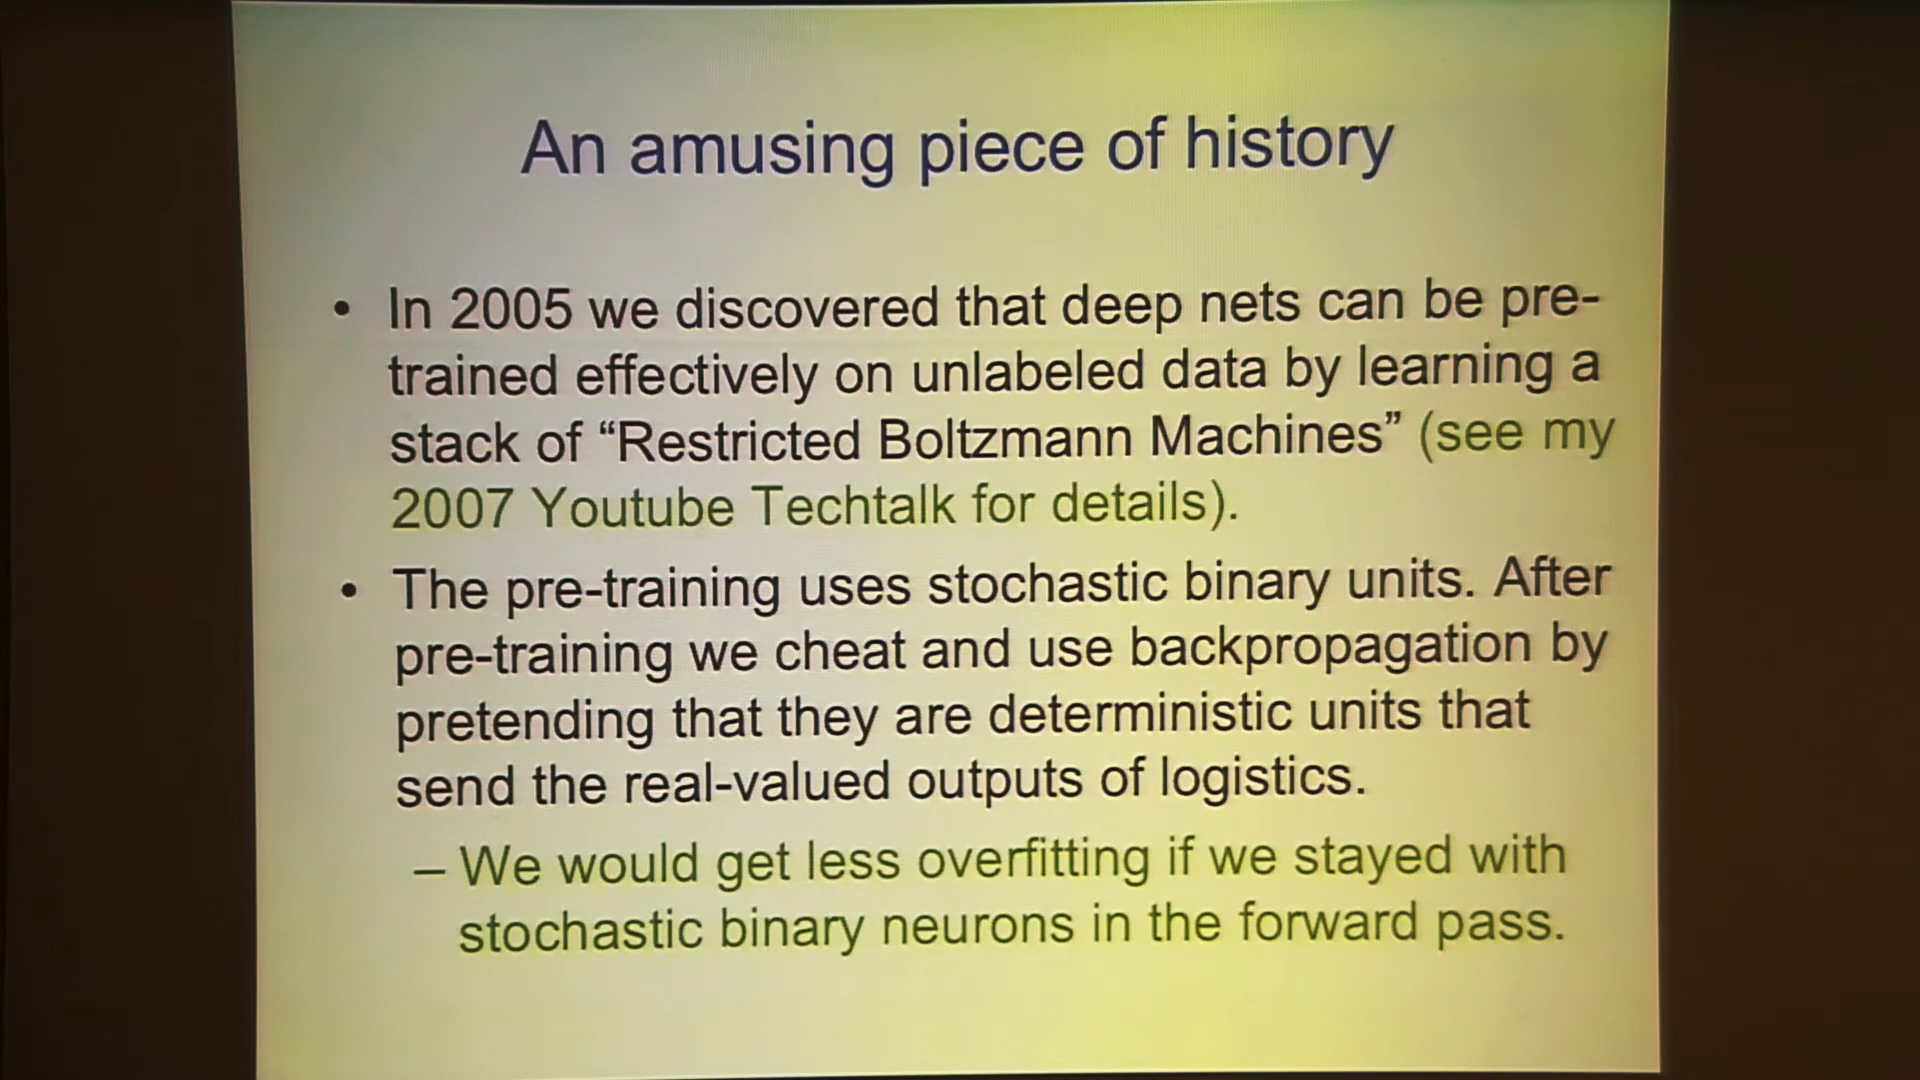 An amusing piece of history
• In 2005 we discovered that deep nets can be pre-
trained effectively on unlabeled data by learning a
stack of “Restricted Boltzmann Machines” (see my
2007 Youtube Techtalk for details).
• The pre-training uses stochastic binary units. After
pre-training we cheat and use backpropagation by
pretending that they are deterministic units that
send the real-valued outputs of logistics.
– We would get less overfitting if we stayed with
stochastic binary neurons in the forward pass.